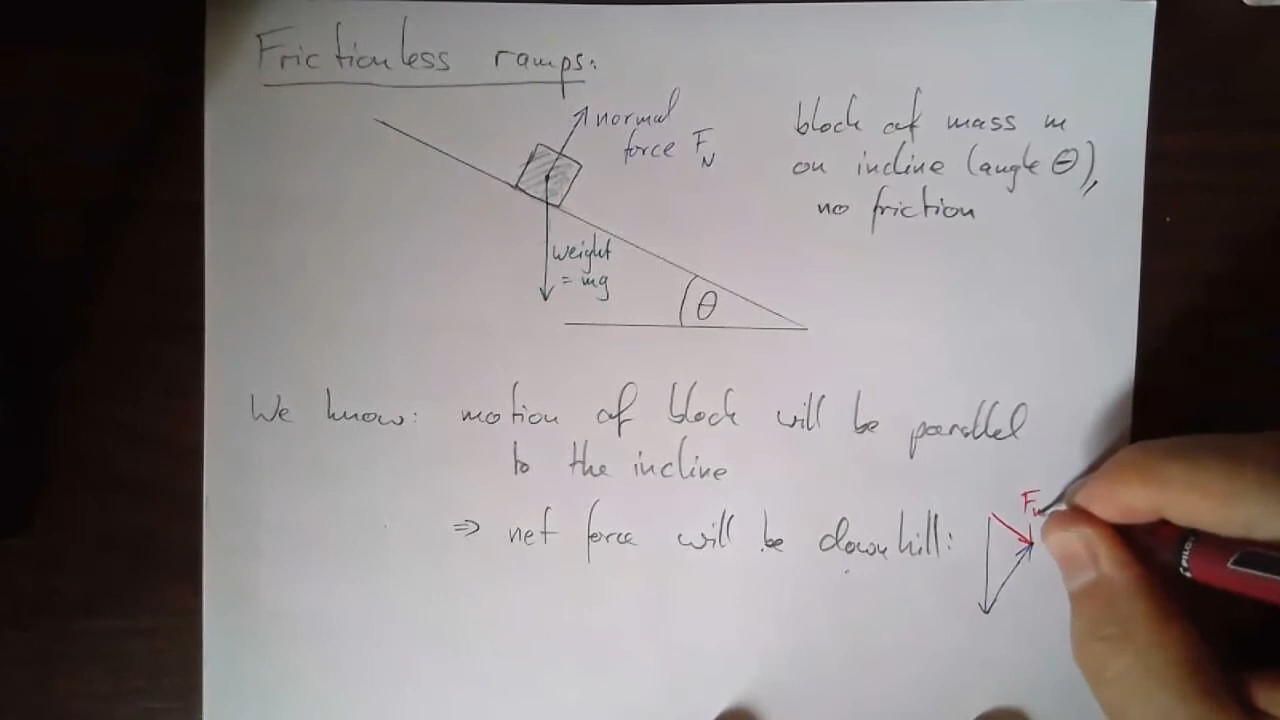 Frictionless ramps:
normal
force F_N
block of mass m
on incline (angle θ),
no friction
weight
= mg
θ
We know: motion of block will be parallel
to the incline
⇒ net force will be downhill:
F
PILOT